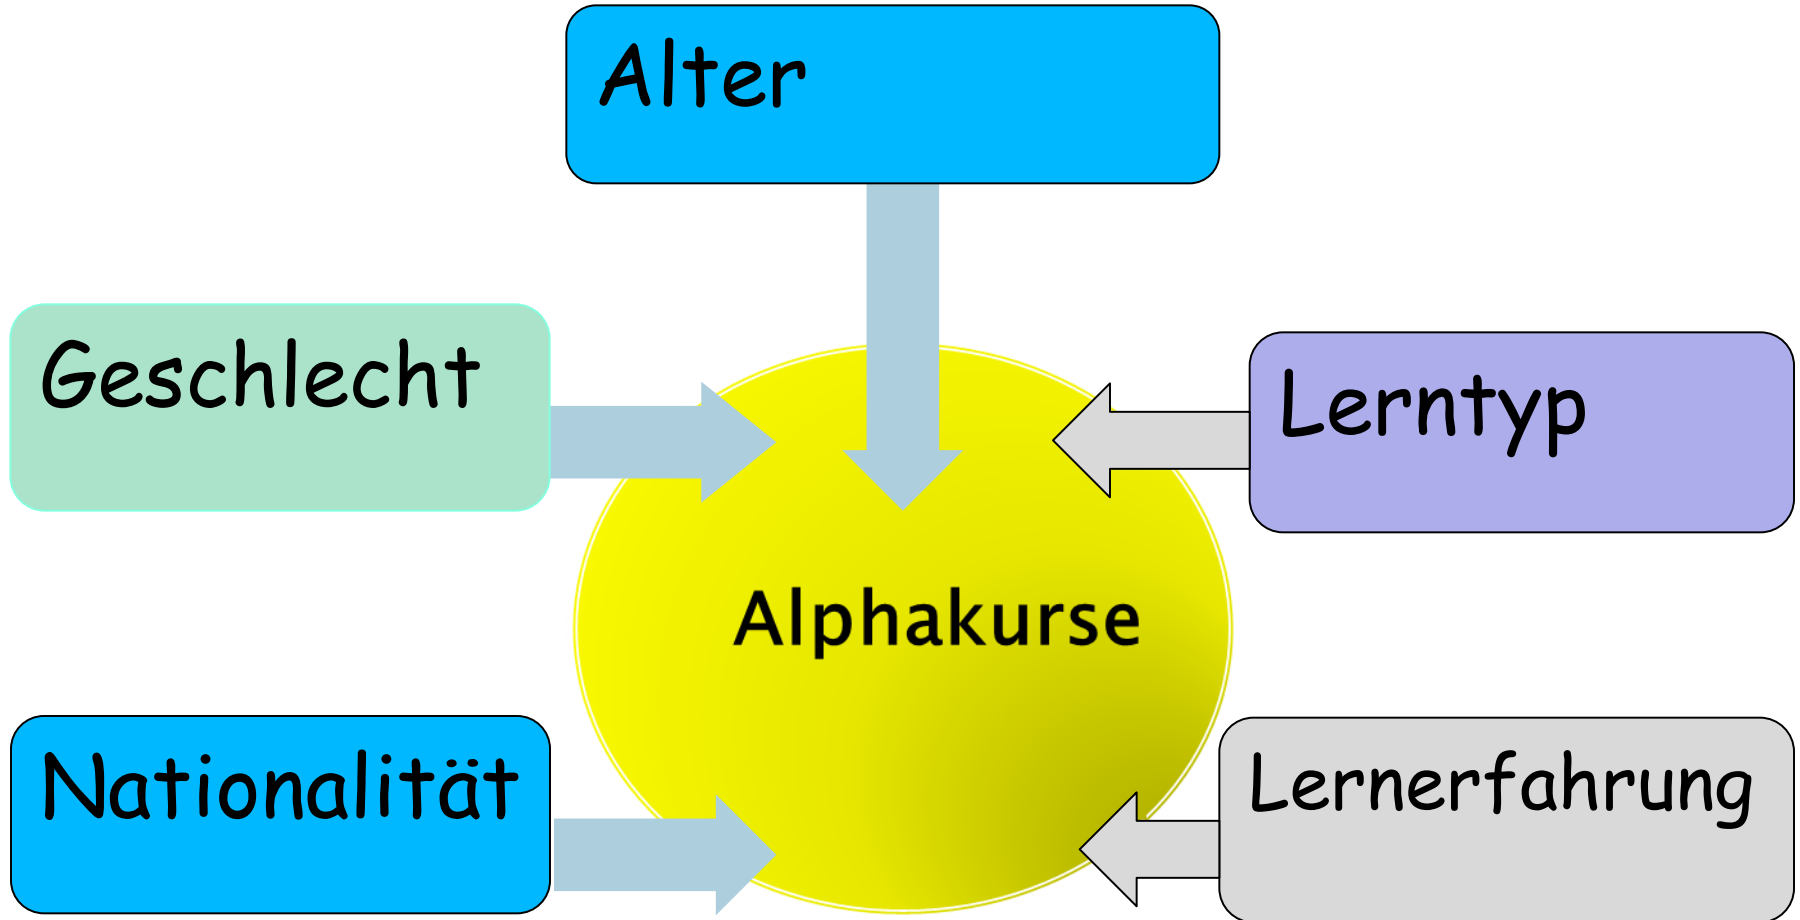 Alter
Geschlecht
Lerntyp
Alphakurse
Nationalität
Lernerfahrung